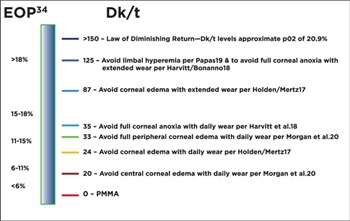 EOP34 Dk/t
>150 – Law of Diminishing Return—Dk/t levels approximate p02 of 20.9%
>18%
125 – Avoid limbal hyperemia per Papas19 & to avoid full corneal anoxia with
extended wear per Harvitt/Bonanno18
87 – Avoid corneal edema with extended wear per Holden/Mertz17
15-18%
35 – Avoid full corneal anoxia with daily wear per Harvitt et al.18
11-15%
33 – Avoid full peripheral corneal edema with daily wear per Morgan et al.20
24 – Avoid corneal edema with daily wear per Holden/Mertz17
6-11%
20 – Avoid central corneal edema with daily wear per Morgan et al.20
<6%
0 – PMMA